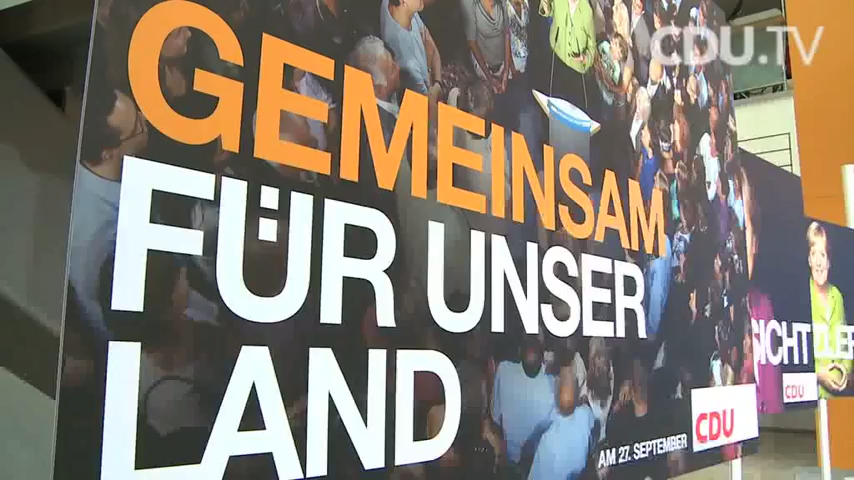 CDU.TV
GEMEINSAM
FÜR UNSER
LAND
AM 27. SEPTEMBER
CDU
CDU